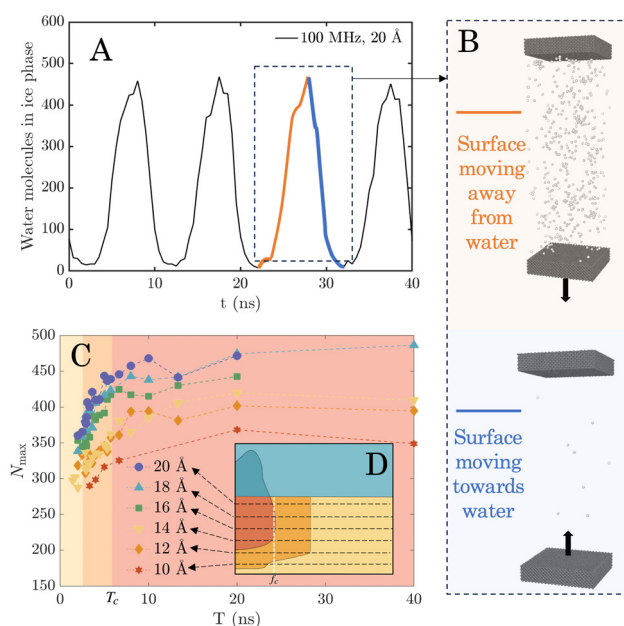 A
100 MHz, 20 Å
Water molecules in ice phase
600
500
400
300
200
100
0
0
10
20
30
40
t (ns)
B
Surface
moving
away
from
water
Surface
moving
towards
water
C
500
450
400
350
300
250
200
150
N_max
20 Å
18 Å
16 Å
14 Å
12 Å
10 Å
D
f_c
0
T_c
10
20
30
40
T (ns)